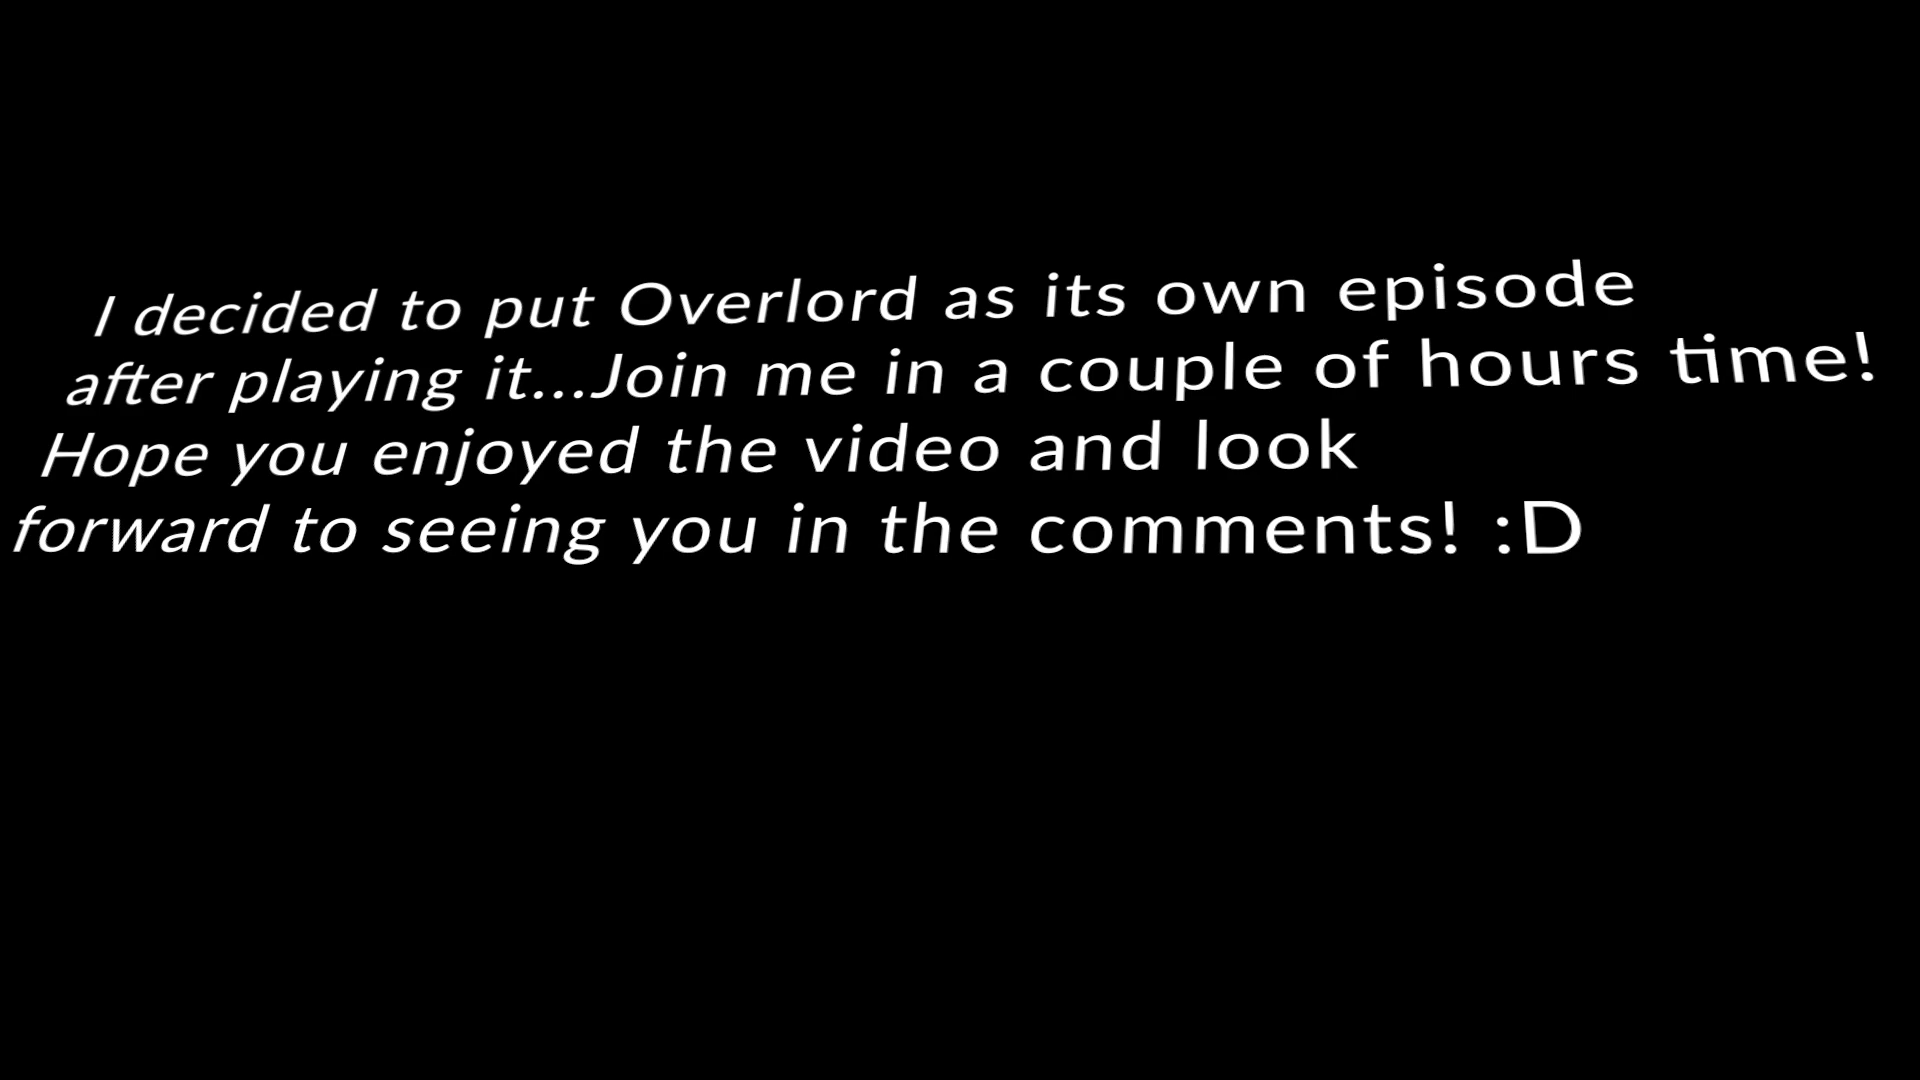 I decided to put Overlord as its own episode
after playing it...Join me in a couple of hours time!
Hope you enjoyed the video and look
forward to seeing you in the comments! :D